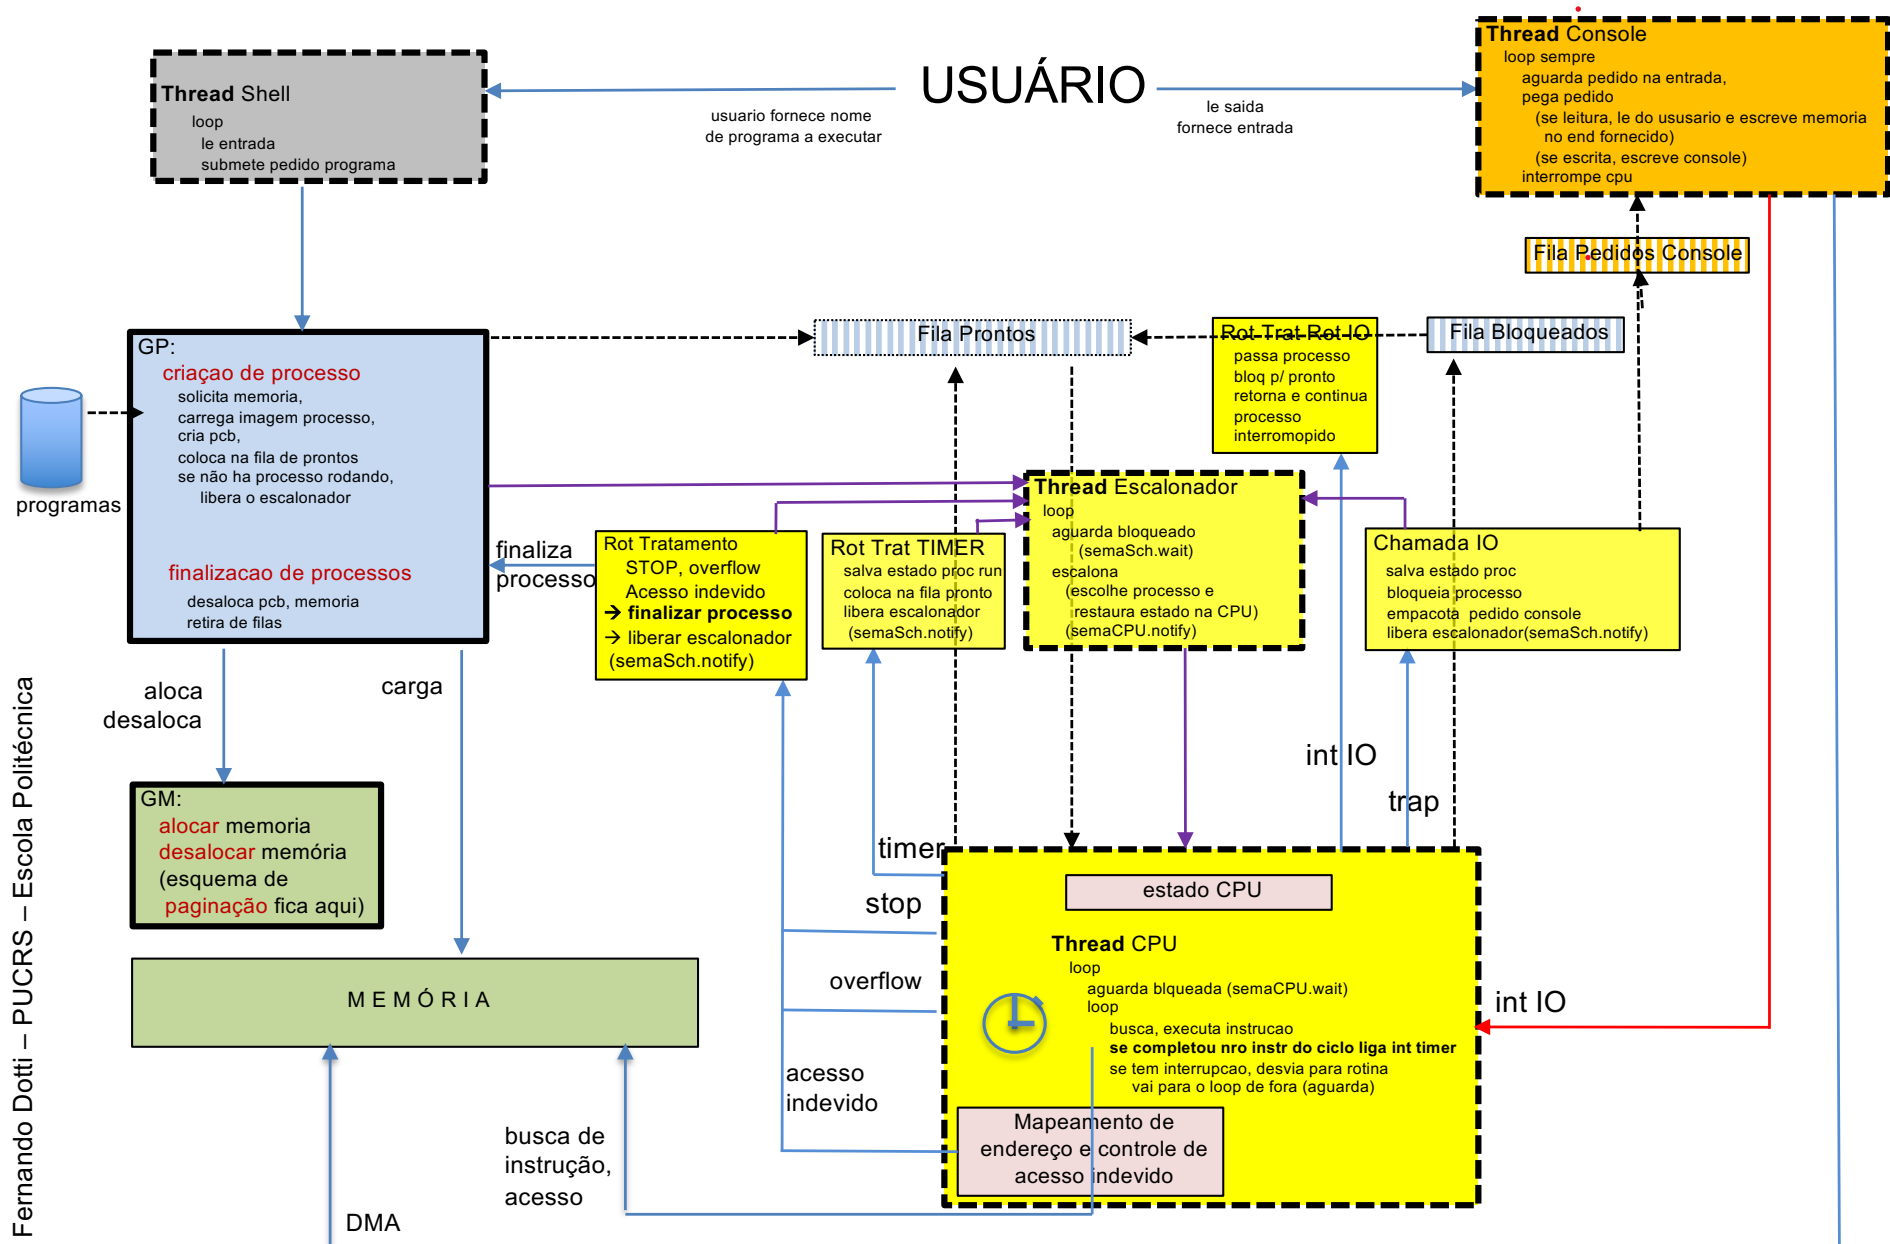 USUÁRIO
usuario fornece nome
de programa a executar
le saida
fornece entrada
Thread Shell
loop
le entrada
submete pedido programa
Thread Console
loop sempre
aguarda pedido na entrada,
pega pedido
(se leitura, le do ususario e escreve memoria
no end fornecido)
(se escrita, escreve console)
interrompe cpu
Fila Pedidos Console
GP:
criaçao de processo
solicita memoria,
carrega imagem processo,
cria pcb,
coloca na fila de prontos
se não ha processo rodando,
libera o escalonador
finalizacao de processos
desaloca pcb, memoria
retira de filas
programas
Fila Prontos
Rot Trat Rot IO
passa processo
bloq p/ pronto
retorna e continua
processo
interromopido
Fila Bloqueados
Thread Escalonador
loop
aguarda bloqueado
(semaSch.wait)
escalona
(escolhe processo e
restaura estado na CPU)
(semaCPU.notify)
finaliza
processo
Rot Tratamento
STOP, overflow
Acesso indevido
→ finalizar processo
→ liberar escalonador
(semaSch.notify)
Rot Trat TIMER
salva estado proc run
coloca na fila pronto
libera escalonador
(semaSch.notify)
Chamada IO
salva estado proc
bloqueia processo
empacota pedido console
libera escalonador(semaSch.notify)
aloca
desaloca
carga
int IO
trap
timer
stop
overflow
acesso
indevido
int IO
GM:
alocar memoria
desalocar memória
(esquema de
paginação fica aqui)
MEMÓRIA
estado CPU
Thread CPU
loop
aguarda blqueada (semaCPU.wait)
loop
busca, executa instrucao
se completou nro instr do ciclo liga int timer
se tem interrupcao, desvia para rotina
vai para o loop de fora (aguarda)
Mapeamento de
endereço e controle de
acesso indevido
busca de
instrução,
acesso
DMA
Fernando Dotti – PUCRS – Escola Politécnica